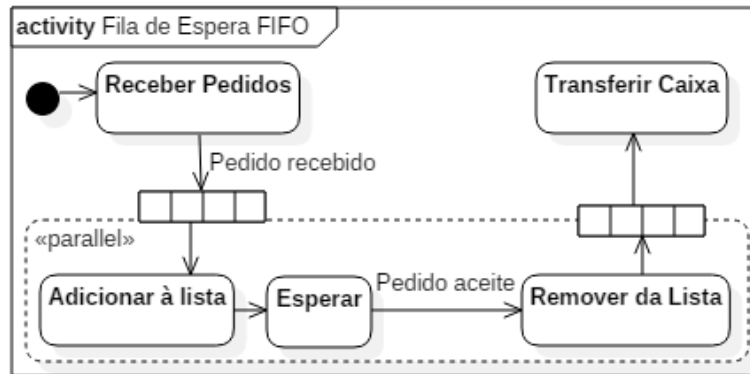 activity Fila de Espera FIFO
Receber Pedidos
Transferir Caixa
Pedido recebido
«parallel»
Adicionar à lista
Esperar
Pedido aceite
Remover da Lista